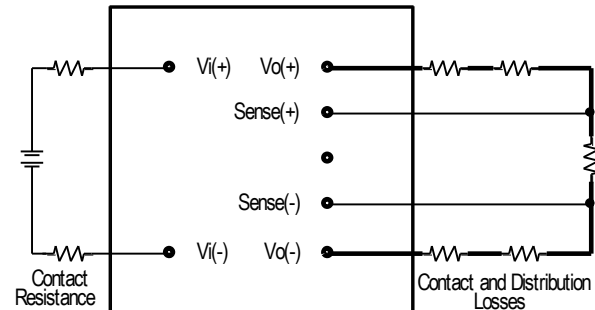 Vi(+) Vo(+)
Sense(+)
Sense(-)
Vi(-) Vo(-)
Contact
Resistance
Contact and Distribution
Losses